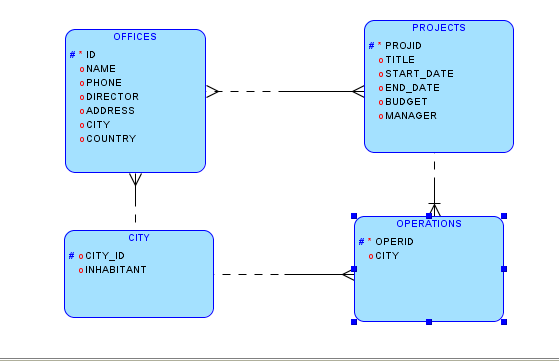 OFFICES
# * ID
o NAME
o PHONE
o DIRECTOR
o ADDRESS
o CITY
o COUNTRY
PROJECTS
# * PROJID
o TITLE
o START_DATE
o END_DATE
o BUDGET
o MANAGER
CITY
# o CITY_ID
o INHABITANT
OPERATIONS
# * OPERID
o CITY